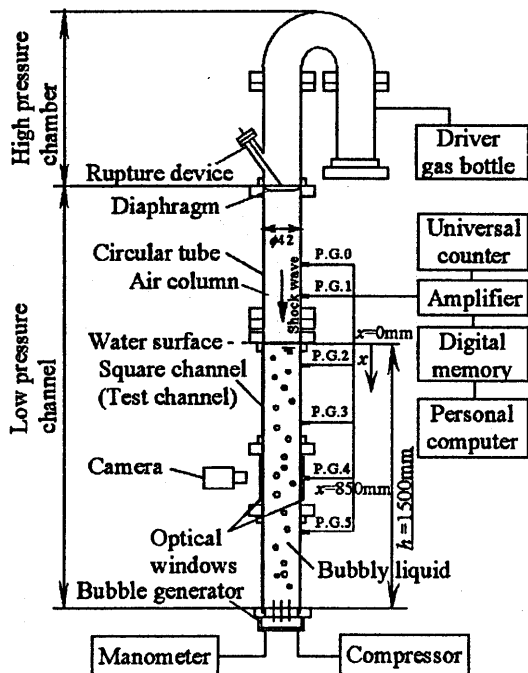 High pressure
chamber
Rupture device
Diaphragm
Driver
gas bottle
ϕ42
Circular tube
Air column
Shock wave
P.G.0
P.G.1
Universal
counter
Amplifier
Digital
memory
Personal
computer
Low pressure
channel
Water surface
x=0mm
x
Square channel
(Test channel)
P.G.2
P.G.3
Camera
P.G.4
x=850mm
P.G.5
h=1500mm
Optical
windows
Bubbly liquid
Bubble generator
Manometer
Compressor